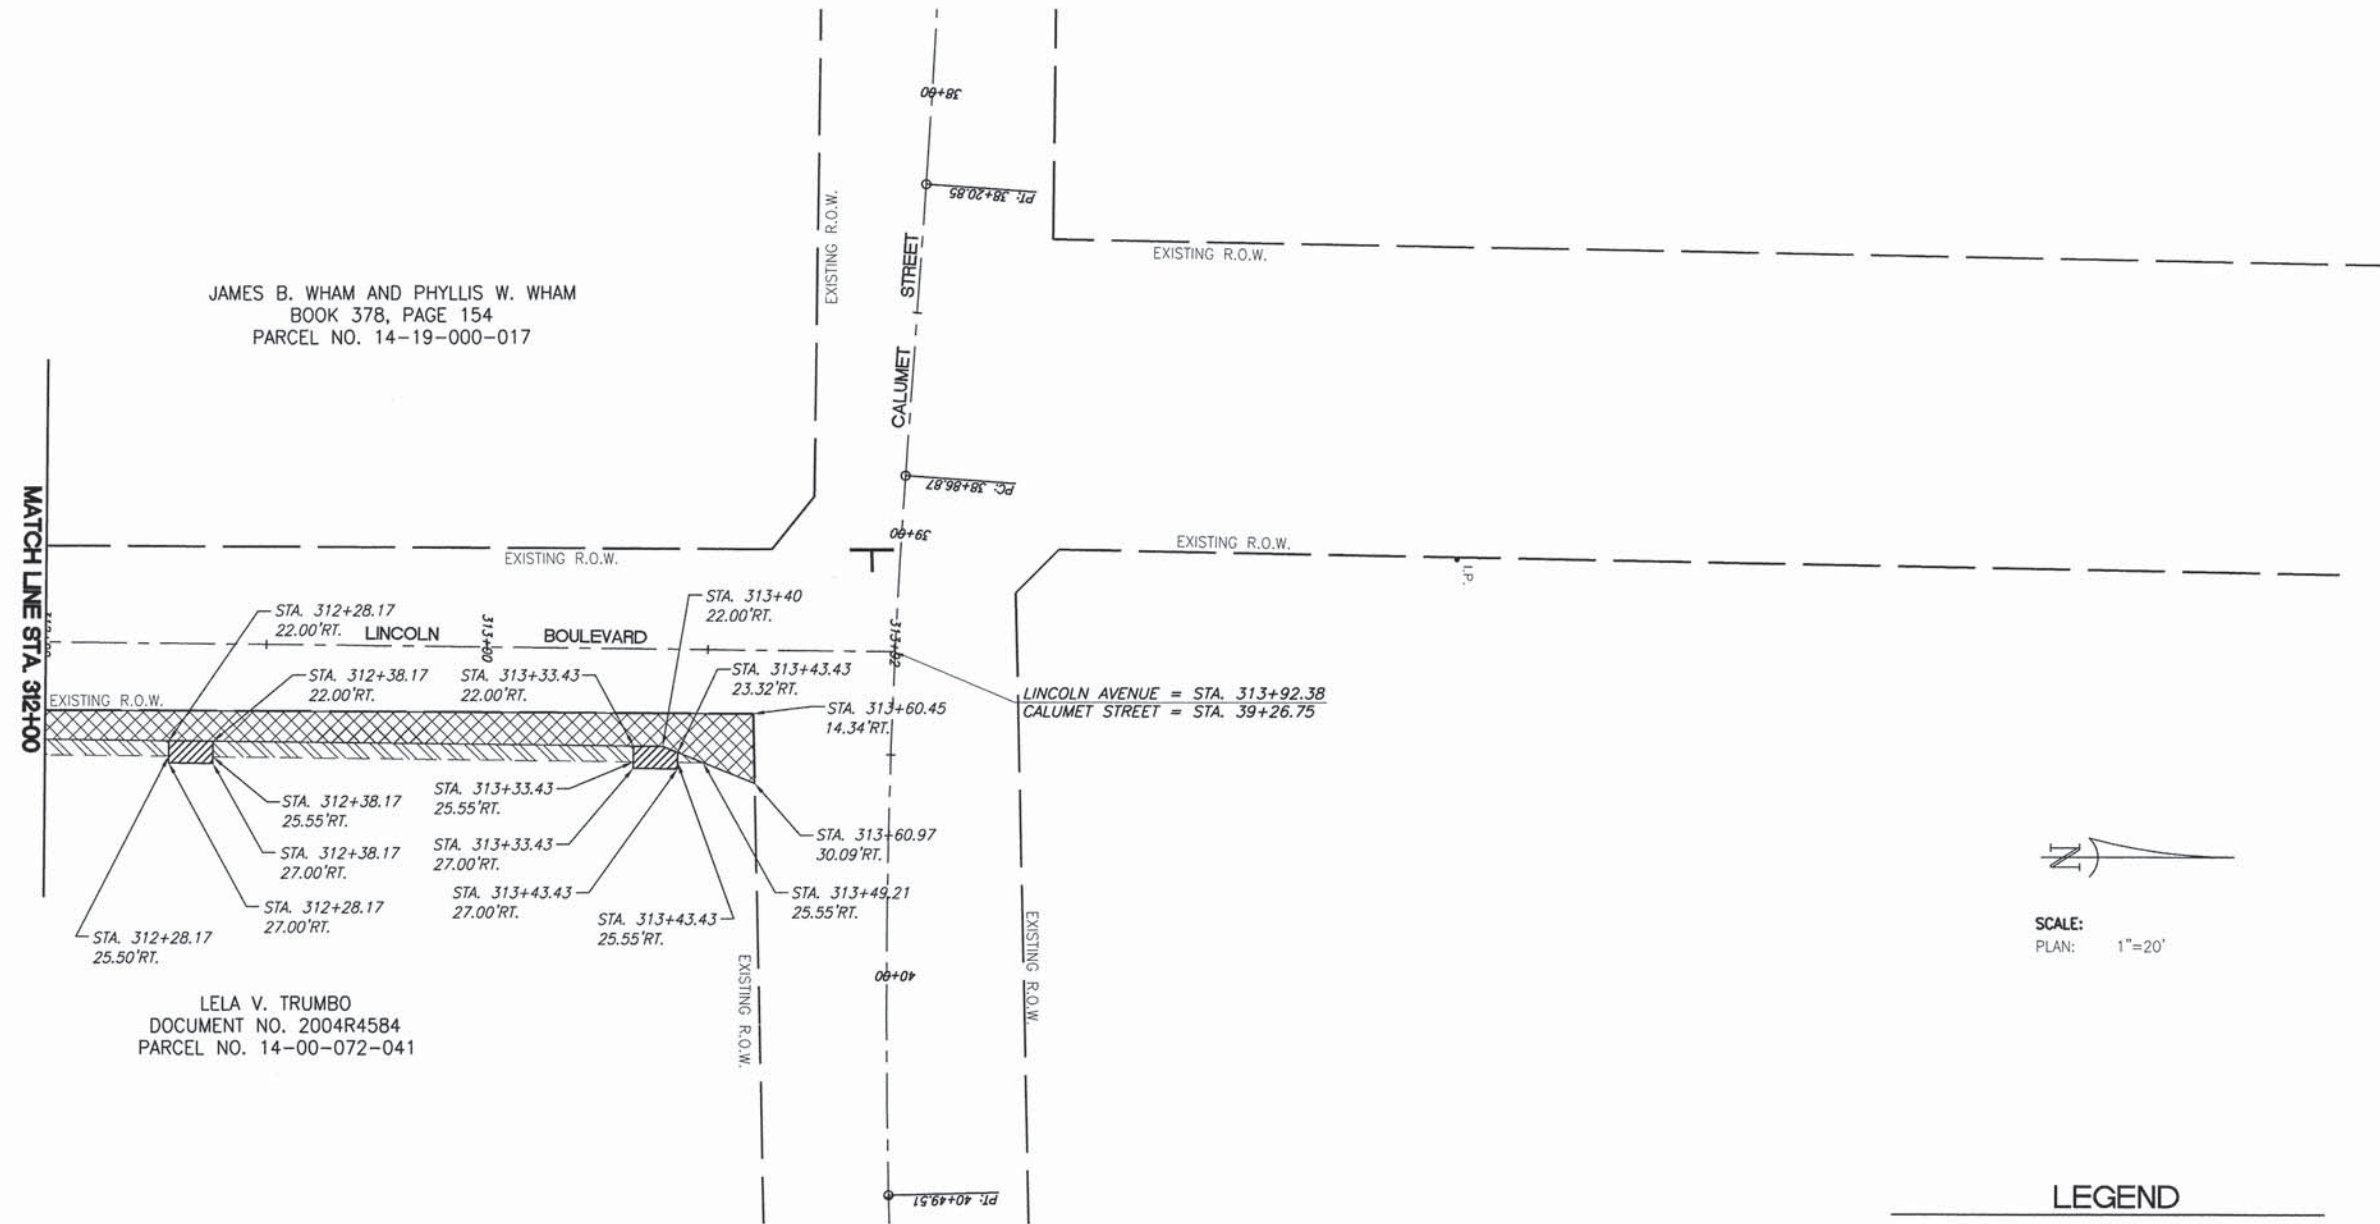 38+00
PT: 38+20.85
EXISTING R.O.W.
EXISTING R.O.W.
CALUMET STREET
JAMES B. WHAM AND PHYLLIS W. WHAM
BOOK 378, PAGE 154
PARCEL NO. 14-19-000-017
PC: 38+86.87
39+00
MATCH LINE STA. 312+00
EXISTING R.O.W.
EXISTING R.O.W.
I.P.
STA. 312+28.17
22.00'RT.
LINCOLN BOULEVARD
313+00
STA. 313+40
22.00'RT.
313+92
STA. 312+38.17
22.00'RT.
STA. 313+33.43
22.00'RT.
STA. 313+43.43
23.32'RT.
EXISTING R.O.W.
STA. 313+60.45
14.34'RT.
LINCOLN AVENUE = STA. 313+92.38
CALUMET STREET = STA. 39+26.75
STA. 312+38.17
25.55'RT.
STA. 313+33.43
25.55'RT.
STA. 312+38.17
27.00'RT.
STA. 313+33.43
27.00'RT.
STA. 313+60.97
30.09'RT.
STA. 312+28.17
27.00'RT.
STA. 313+43.43
27.00'RT.
STA. 313+49.21
25.55'RT.
STA. 312+28.17
25.50'RT.
STA. 313+43.43
25.55'RT.
EXISTING R.O.W.
EXISTING R.O.W.
40+00
LELA V. TRUMBO
DOCUMENT NO. 2004R4584
PARCEL NO. 14-00-072-041
PT: 40+49.51
N
SCALE:
PLAN: 1"=20'
LEGEND